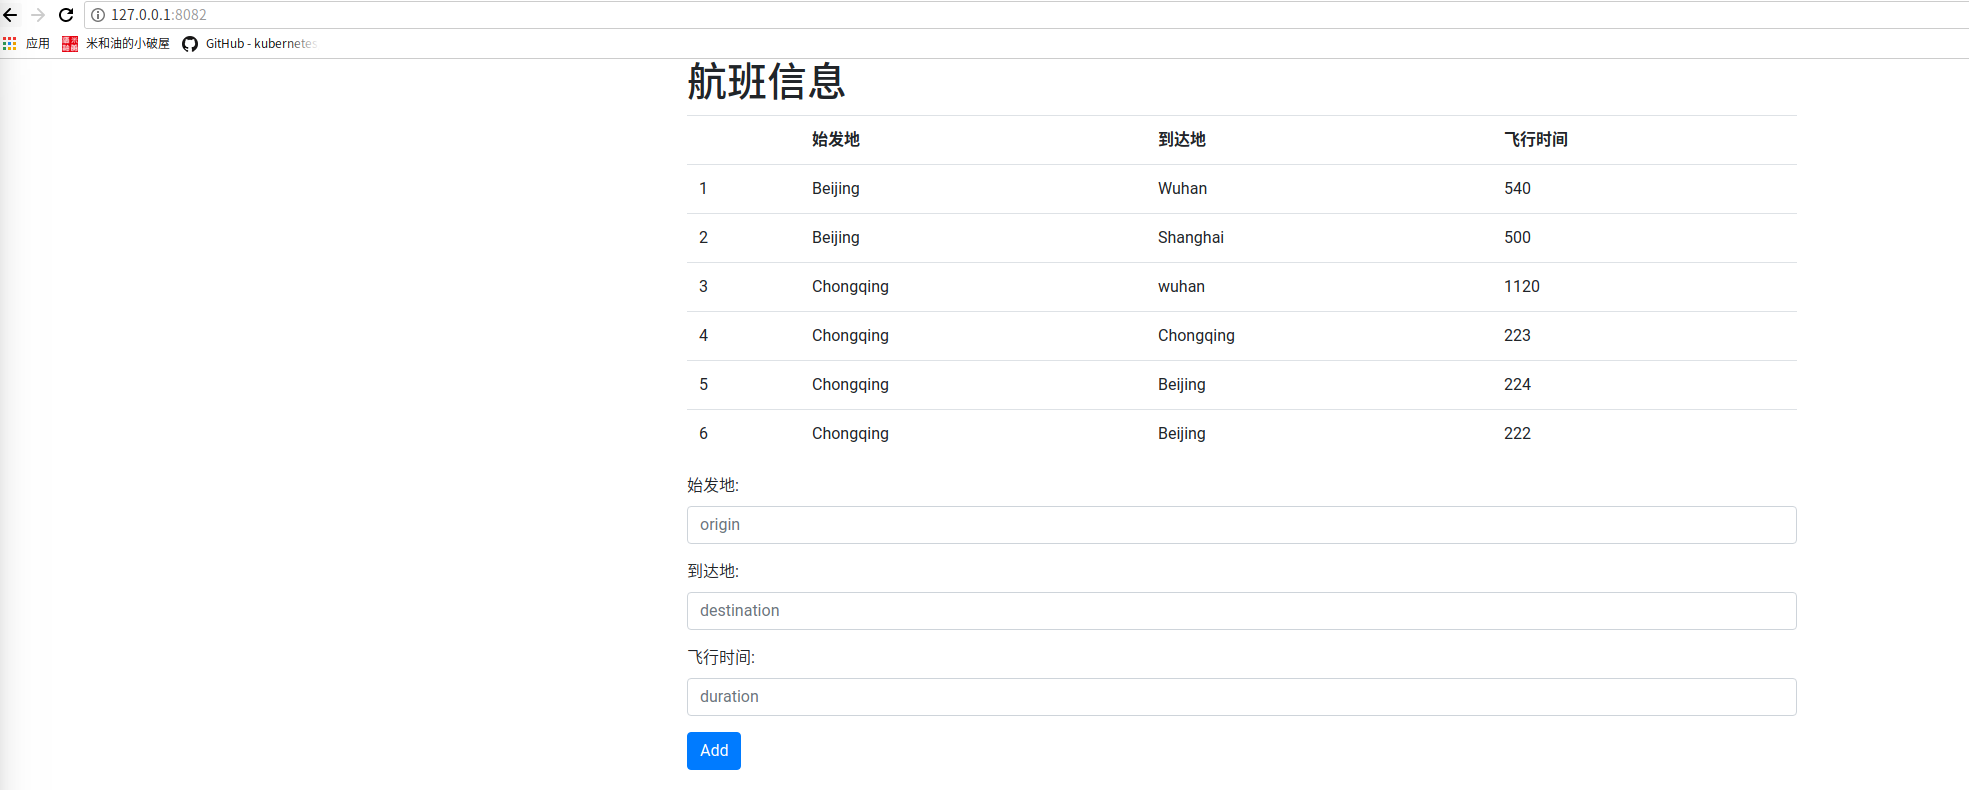 127.0.0.1:8082
应用 米和油的小破屋 GitHub - kubernetes
航班信息
始发地 到达地 飞行时间
1 Beijing Wuhan 540
2 Beijing Shanghai 500
3 Chongqing wuhan 1120
4 Chongqing Chongqing 223
5 Chongqing Beijing 224
6 Chongqing Beijing 222
始发地:
origin
到达地:
destination
飞行时间:
duration
Add